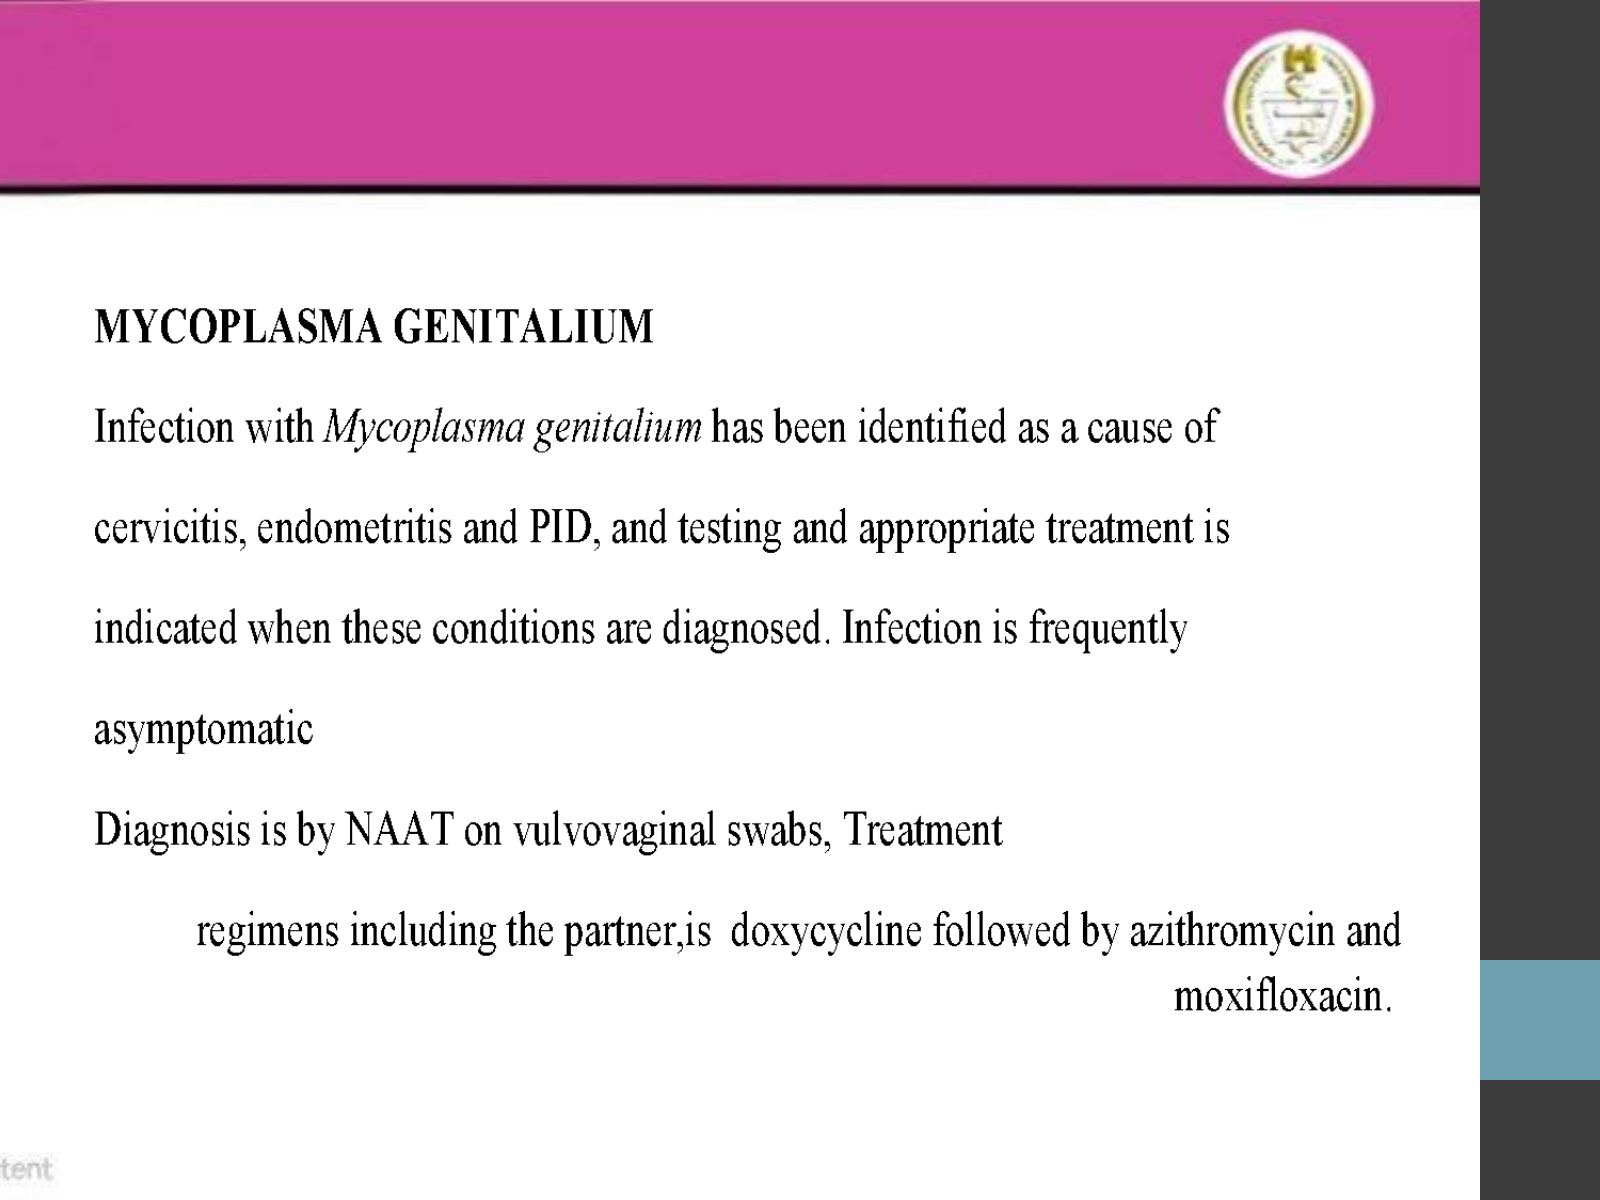 MYCOPLASMA GENITALIUM
Infection with Mycoplasma genitalium has been identified as a cause of
cervicitis, endometritis and PID, and testing and appropriate treatment is
indicated when these conditions are diagnosed. Infection is frequently
asymptomatic
Diagnosis is by NAAT on vulvovaginal swabs, Treatment
regimens including the partner,is doxycycline followed by azithromycin and
moxifloxacin.
tent